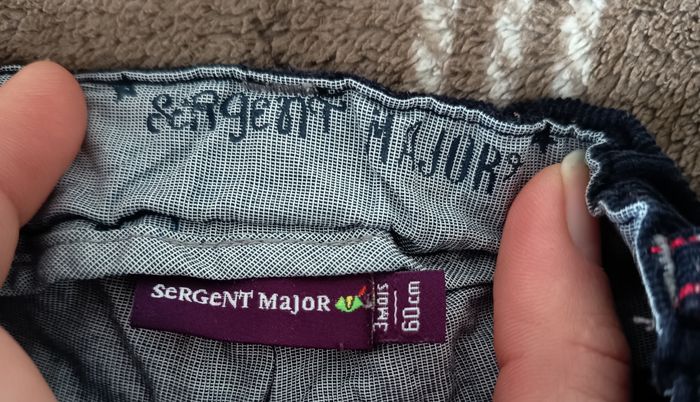 SeRgENT MAJOR
SeRGeNT MaJoR
3MOIS
60cm